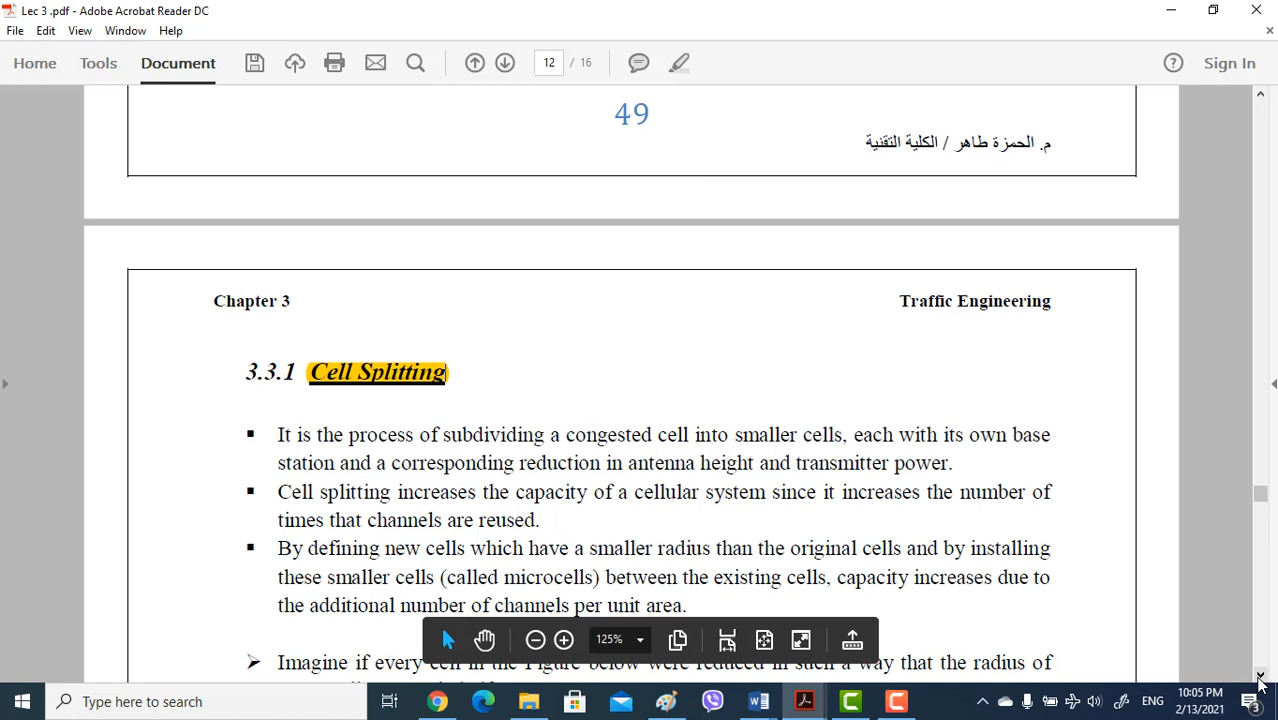 Lec 3 .pdf - Adobe Acrobat Reader DC
File Edit View Window Help
Home Tools Document 12 / 16 Sign In
49
م. الحمزة طاهر / الكلية التقنية
Chapter 3 Traffic Engineering
3.3.1 Cell Splitting
▪ It is the process of subdividing a congested cell into smaller cells, each with its own base
station and a corresponding reduction in antenna height and transmitter power.
▪ Cell splitting increases the capacity of a cellular system since it increases the number of
times that channels are reused.
▪ By defining new cells which have a smaller radius than the original cells and by installing
these smaller cells (called microcells) between the existing cells, capacity increases due to
the additional number of channels per unit area.
125%
➢ Imagine if every cell in the Figure below were reduced in such a way that the radius of
Type here to search
ENG
10:05 PM
2/13/2021
3